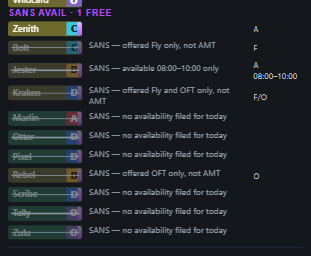 Wildcard
SANS AVAIL · 1 FREE
Zenith C A
Bolt C SANS — offered Fly only, not AMT F
Jester B SANS — available 08:00–10:00 only A
08:00–10:00
Kraken D SANS — offered Fly and OFT only, not AMT F/O
Marlin A SANS — no availability filed for today
Otter D SANS — no availability filed for today
Pixel D SANS — no availability filed for today
Rebel B SANS — offered OFT only, not AMT O
Scribe D SANS — no availability filed for today
Tally SANS — no availability filed for today
Zulu SANS — no availability filed for today